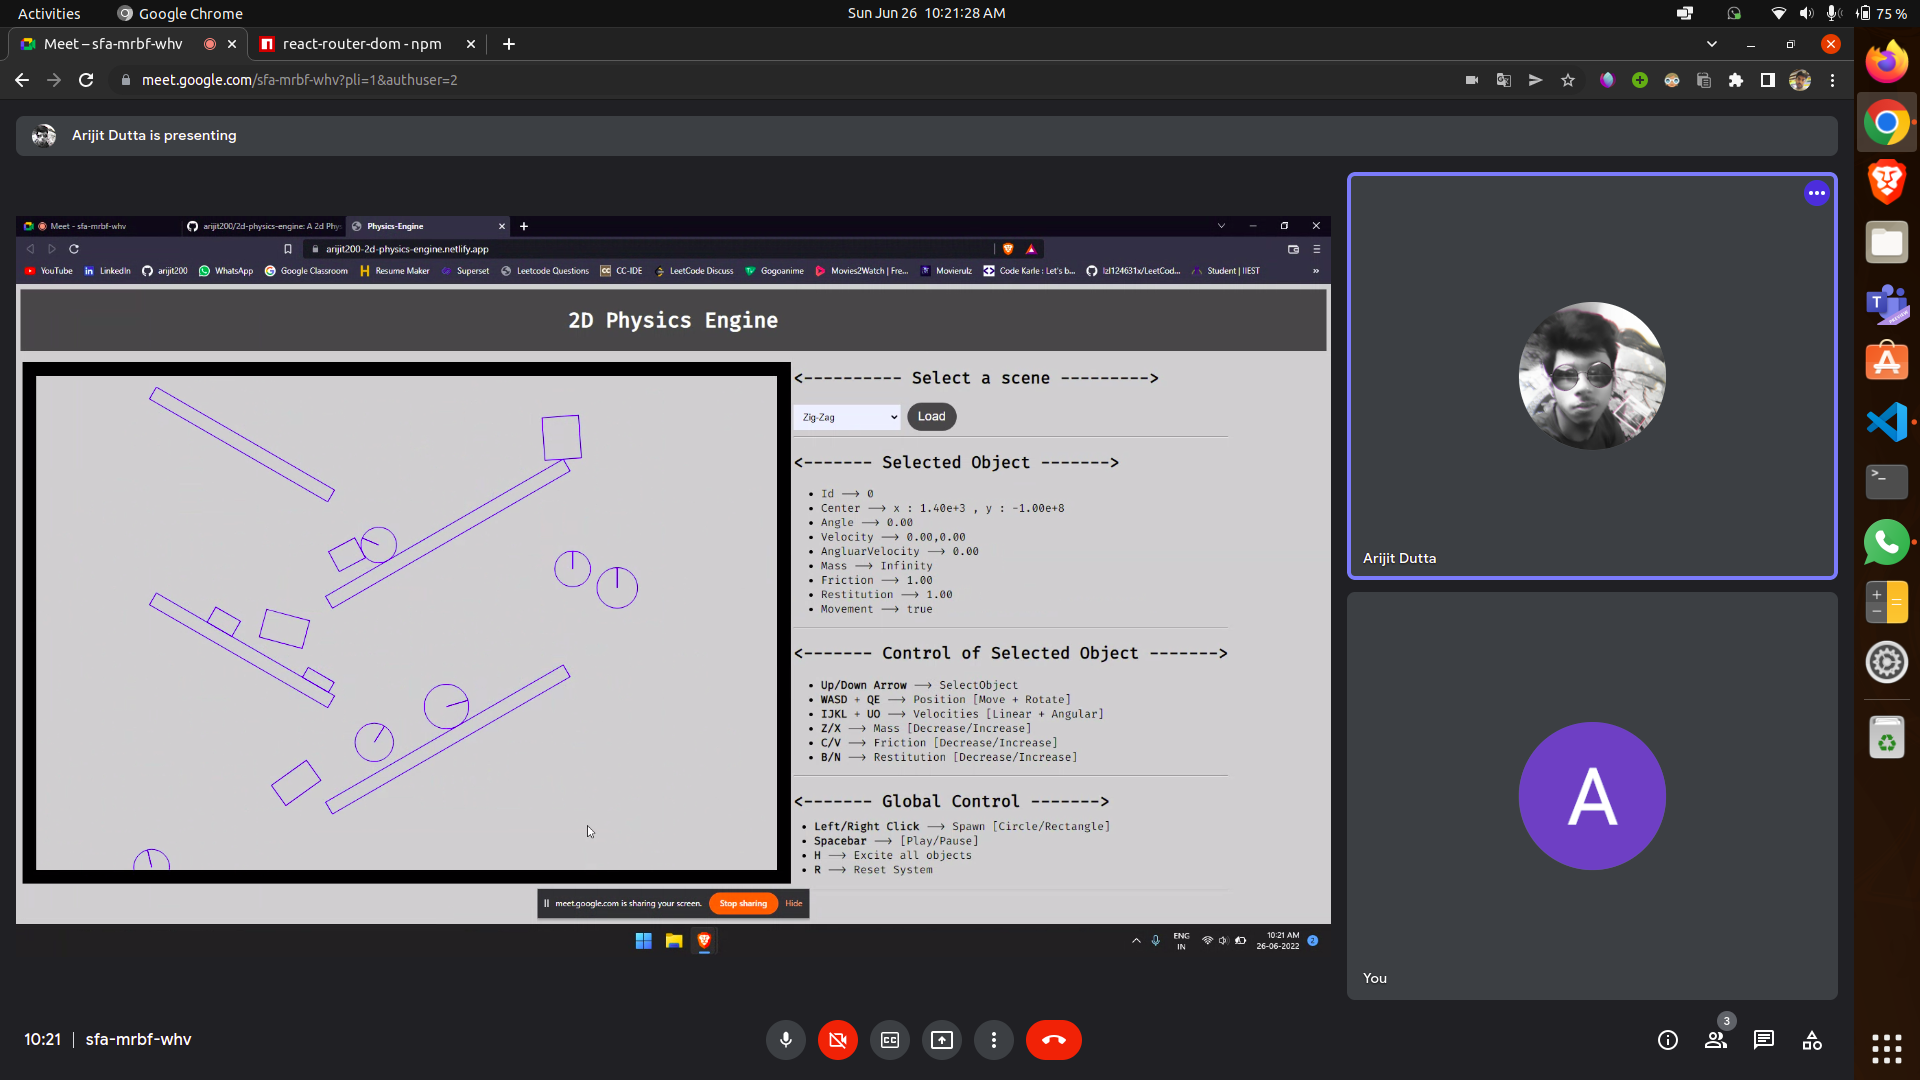 Activities
Google Chrome
Sun Jun 26  10:21:28 AM
75 %
Meet – sfa-mrbf-whv
react-router-dom - npm
meet.google.com/sfa-mrbf-whv?pli=1&authuser=2
Arijit Dutta is presenting
Meet - sfa-mrbf-whv
arijit200/2d-physics-engine: A 2d Phy
Physics-Engine
arijit200-2d-physics-engine.netlify.app
YouTube
LinkedIn
arijit200
WhatsApp
Google Classroom
Resume Maker
Superset
Leetcode Questions
CC-IDE
LeetCode Discuss
Gogoanime
Movies2Watch | Fre...
Movierulz
Code Karle : Let's b...
lzl124631x/LeetCod...
Student | IIEST
»
2D Physics Engine
<---------- Select a scene --------->
Zig-Zag
Load
<------- Selected Object ------->
• Id ⟶ 0
• Center ⟶ x : 1.40e+3 , y : -1.00e+8
• Angle ⟶ 0.00
• Velocity ⟶ 0.00,0.00
• AngluarVelocity ⟶ 0.00
• Mass ⟶ Infinity
• Friction ⟶ 1.00
• Restitution ⟶ 1.00
• Movement ⟶ true
<------- Control of Selected Object ------->
• Up/Down Arrow ⟶ SelectObject
• WASD + QE ⟶ Position [Move + Rotate]
• IJKL + UO ⟶ Velocities [Linear + Angular]
• Z/X ⟶ Mass [Decrease/Increase]
• C/V ⟶ Friction [Decrease/Increase]
• B/N ⟶ Restitution [Decrease/Increase]
<------- Global Control ------->
• Left/Right Click ⟶ Spawn [Circle/Rectangle]
• Spacebar ⟶ [Play/Pause]
• H ⟶ Excite all objects
• R ⟶ Reset System
meet.google.com is sharing your screen.
Stop sharing
Hide
ENG
IN
10:21 AM
26-06-2022
2
Arijit Dutta
A
You
10:21 | sfa-mrbf-whv
3